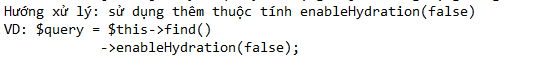 Hướng xử lý: sử dụng thêm thuộc tính enableHydration(false)
VD: $query = $this->find()
->enableHydration(false);